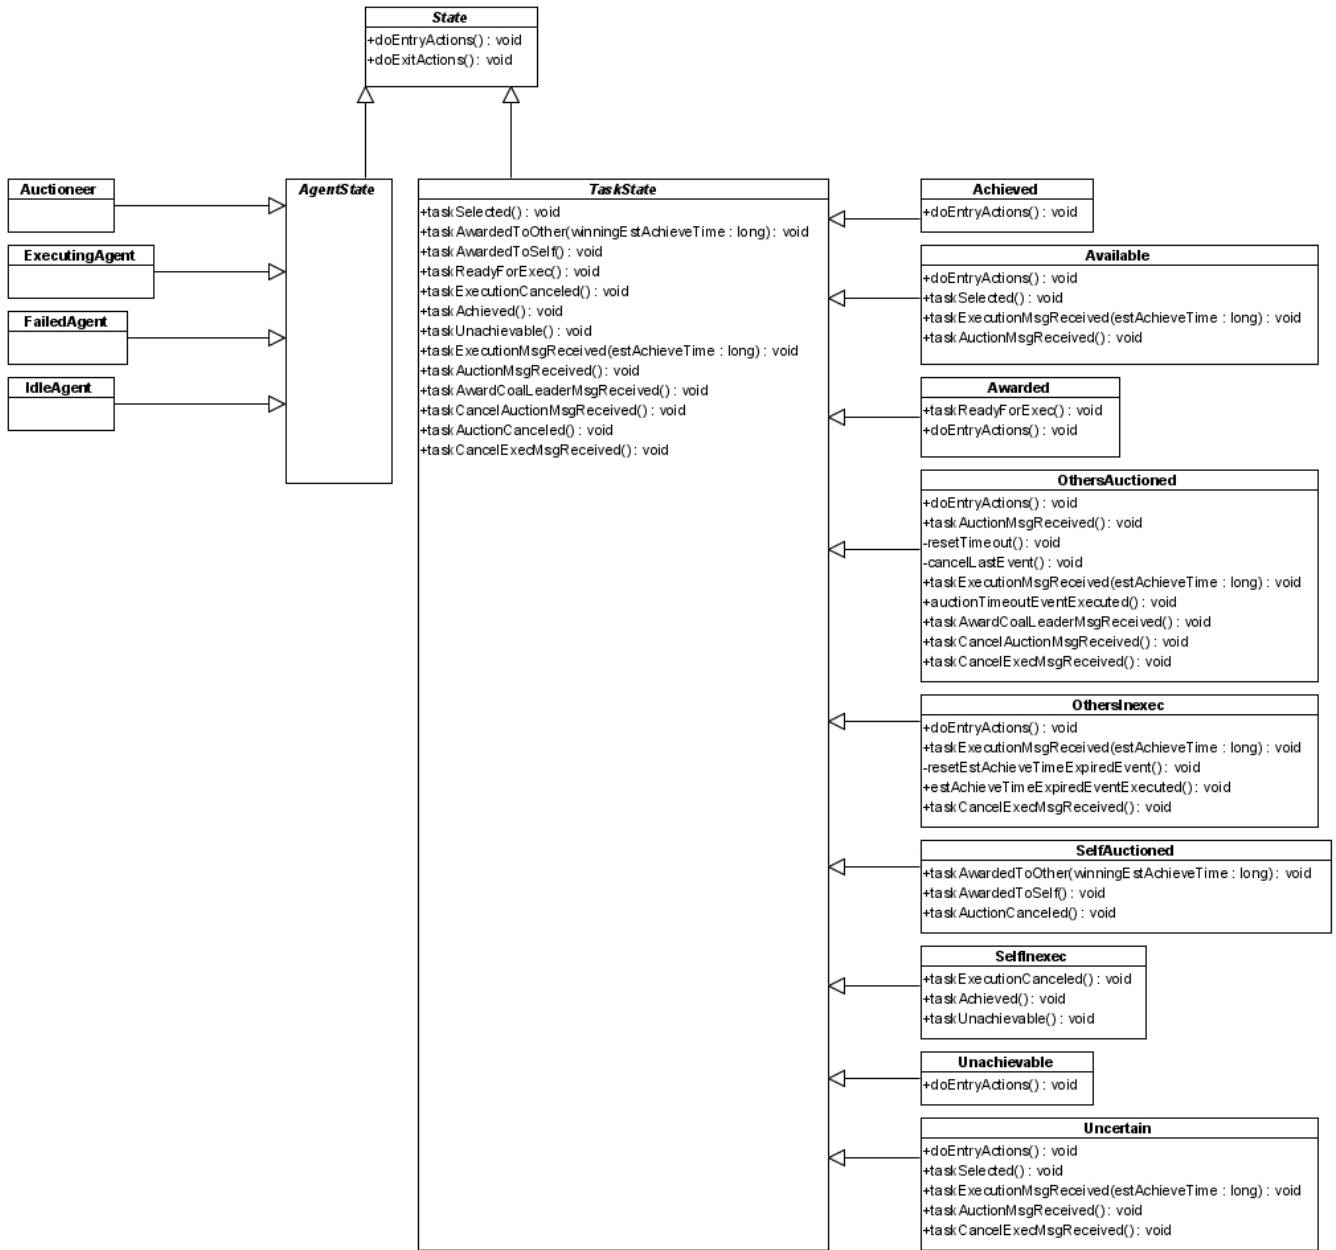 State
+doEntryActions() : void
+doExitActions() : void
Auctioneer
ExecutingAgent
FailedAgent
IdleAgent
AgentState
TaskState
+taskSelected() : void
+taskAwardedToOther(winningEstAchieveTime : long) : void
+taskAwardedToSelf() : void
+taskReadyForExec() : void
+taskExecutionCanceled() : void
+taskAchieved() : void
+taskUnachievable() : void
+taskExecutionMsgReceived(estAchieveTime : long) : void
+taskAuctionMsgReceived() : void
+taskAwardCoalLeaderMsgReceived() : void
+taskCancelAuctionMsgReceived() : void
+taskAuctionCanceled() : void
+taskCancelExecMsgReceived() : void
Achieved
+doEntryActions() : void
Available
+doEntryActions() : void
+taskSelected() : void
+taskExecutionMsgReceived(estAchieveTime : long) : void
+taskAuctionMsgReceived() : void
Awarded
+taskReadyForExec() : void
+doEntryActions() : void
OthersAuctioned
+doEntryActions() : void
+taskAuctionMsgReceived() : void
-resetTimeout() : void
-cancelLastEvent() : void
+taskExecutionMsgReceived(estAchieveTime : long) : void
+auctionTimeoutEventExecuted() : void
+taskAwardCoalLeaderMsgReceived() : void
+taskCancelAuctionMsgReceived() : void
+taskCancelExecMsgReceived() : void
OthersInexec
+doEntryActions() : void
+taskExecutionMsgReceived(estAchieveTime : long) : void
-resetEstAchieveTimeExpiredEvent() : void
+estAchieveTimeExpiredEventExecuted() : void
+taskCancelExecMsgReceived() : void
SelfAuctioned
+taskAwardedToOther(winningEstAchieveTime : long) : void
+taskAwardedToSelf() : void
+taskAuctionCanceled() : void
SelfInexec
+taskExecutionCanceled() : void
+taskAchieved() : void
+taskUnachievable() : void
Unachievable
+doEntryActions() : void
Uncertain
+doEntryActions() : void
+taskSelected() : void
+taskExecutionMsgReceived(estAchieveTime : long) : void
+taskAuctionMsgReceived() : void
+taskCancelExecMsgReceived() : void